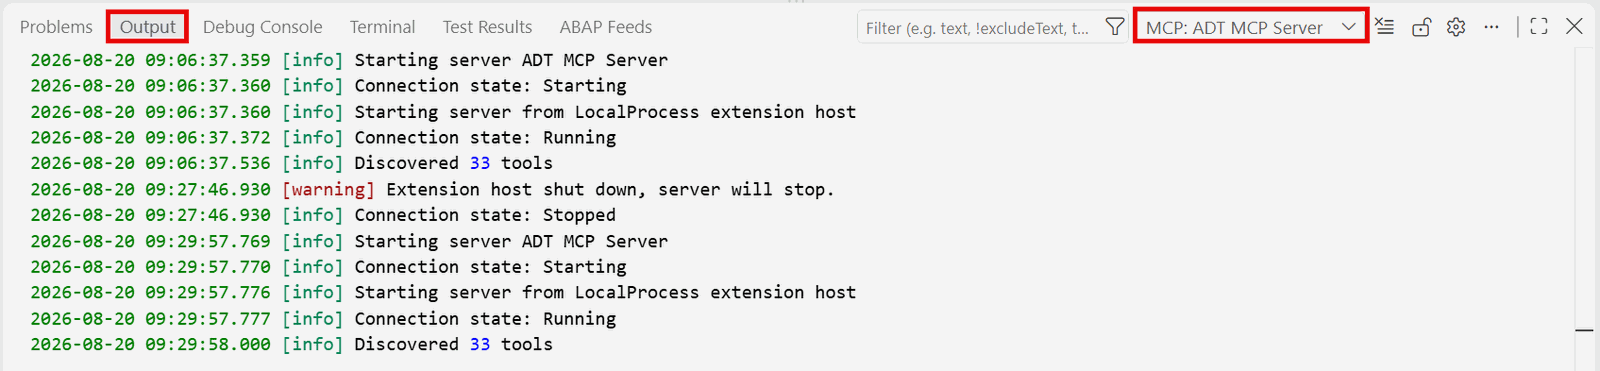 Problems Output Debug Console Terminal Test Results ABAP Feeds Filter (e.g. text, !excludeText, t... MCP: ADT MCP Server
2026-08-20 09:06:37.359 [info] Starting server ADT MCP Server
2026-08-20 09:06:37.360 [info] Connection state: Starting
2026-08-20 09:06:37.360 [info] Starting server from LocalProcess extension host
2026-08-20 09:06:37.372 [info] Connection state: Running
2026-08-20 09:06:37.536 [info] Discovered 33 tools
2026-08-20 09:27:46.930 [warning] Extension host shut down, server will stop.
2026-08-20 09:27:46.930 [info] Connection state: Stopped
2026-08-20 09:29:57.769 [info] Starting server ADT MCP Server
2026-08-20 09:29:57.770 [info] Connection state: Starting
2026-08-20 09:29:57.776 [info] Starting server from LocalProcess extension host
2026-08-20 09:29:57.777 [info] Connection state: Running
2026-08-20 09:29:58.000 [info] Discovered 33 tools